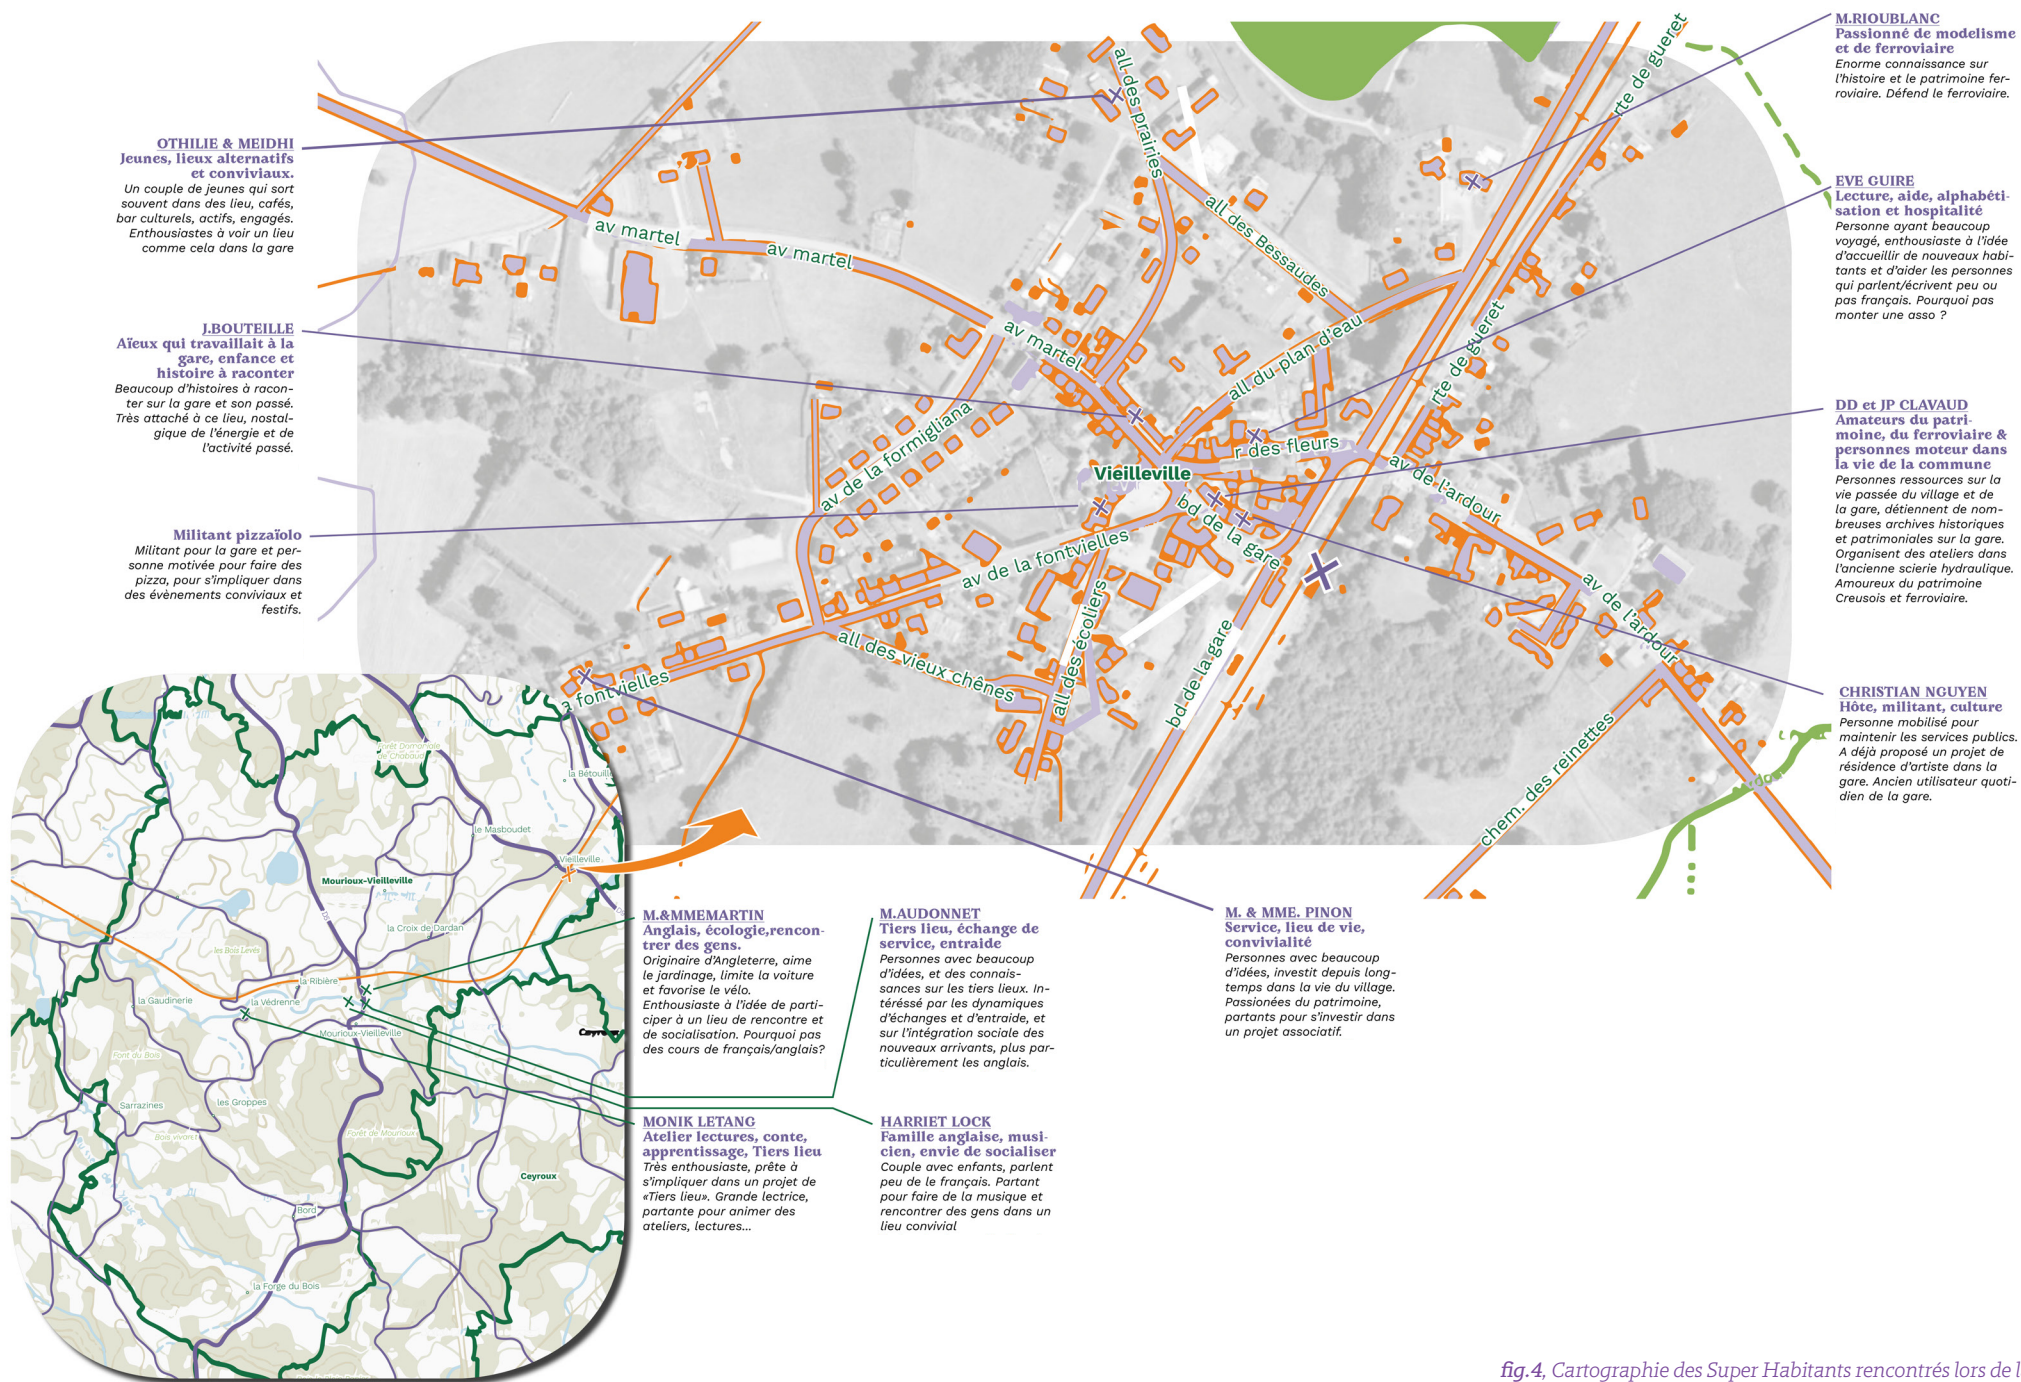 M.RIOUBLANC
Passionné de modelisme
et de ferroviaire
Enorme connaissance sur
l'histoire et le patrimoine fer-
roviaire. Défend le ferroviaire.
OTHILIE & MEIDHI
Jeunes, lieux alternatifs
et conviviaux.
Un couple de jeunes qui sort
souvent dans des lieu, cafés,
bar culturels, actifs, engagés.
Enthousiastes à voir un lieu
comme cela dans la gare
EVE GUIRE
Lecture, aide, alphabéti-
sation et hospitalité
Personne ayant beaucoup
voyagé, enthousiaste à l'idée
d'accueillir de nouveaux habi-
tants et d'aider les personnes
qui parlent/écrivent peu ou
pas français. Pourquoi pas
monter une asso ?
J.BOUTEILLE
Aïeux qui travaillait à la
gare, enfance et
histoire à raconter
Beaucoup d'histoires à racon-
ter sur la gare et son passé.
Très attaché à ce lieu, nostal-
gique de l'énergie et de
l'activité passé.
DD et JP CLAVAUD
Amateurs du patri-
moine, du ferroviaire &
personnes moteur dans
la vie de la commune
Personnes ressources sur la
vie passée du village et de
la gare, détiennent de nom-
breuses archives historiques
et patrimoniales sur la gare.
Organisent des ateliers dans
l'ancienne scierie hydraulique.
Amoureux du patrimoine
Creusois et ferroviaire.
Militant pizzaïolo
Militant pour la gare et per-
sonne motivée pour faire des
pizza, pour s'impliquer dans
des évènements conviviaux et
festifs.
CHRISTIAN NGUYEN
Hôte, militant, culture
Personne mobilisé pour
maintenir les services publics.
A déjà proposé un projet de
résidence d'artiste dans la
gare. Ancien utilisateur quoti-
dien de la gare.
all des prairies
rte de gueret
all des Bessaudes
av martel
av martel
av martel
all du plan d'eau
rte de gueret
av de la formigliana
r des fleurs
Vieilleville
av de l'ardour
bd de la gare
av de la fontvielles
av de l'ardour
all des écoliers
all des vieux chênes
bd de la gare
a fontvielles
chem. des reinettes
Forêt Domaniale
de Chabaud
la Bétouill
le Masboudet
Vieilleville
Mourioux-Vieilleville
la Croix de Dardan
les Bois Levés
la Ribière
la Gaudinerie
la Védrenne
Mourioux-Vieilleville
Font du Bois
Sarrazines
les Groppes
Bois vivant
Forêt de Mourioux
Ceyroux
Bord
la Forge du Bois
M.&MMEMARTIN
Anglais, écologie,rencon-
trer des gens.
Originaire d'Angleterre, aime
le jardinage, limite la voiture
et favorise le vélo.
Enthousiaste à l'idée de parti-
ciper à un lieu de rencontre et
de socialisation. Pourquoi pas
des cours de français/anglais?
M.AUDONNET
Tiers lieu, échange de
service, entraide
Personnes avec beaucoup
d'idées, et des connais-
sances sur les tiers lieux. In-
téréssé par les dynamiques
d'échanges et d'entraide, et
sur l'intégration sociale des
nouveaux arrivants, plus par-
ticulièrement les anglais.
M. & MME. PINON
Service, lieu de vie,
convivialité
Personnes avec beaucoup
d'idées, investit depuis long-
temps dans la vie du village.
Passionées du patrimoine,
partants pour s'investir dans
un projet associatif.
MONIK LETANG
Atelier lectures, conte,
apprentissage, Tiers lieu
Très enthousiaste, prête à
s'impliquer dans un projet de
«Tiers lieu». Grande lectrice,
partante pour animer des
ateliers, lectures...
HARRIET LOCK
Famille anglaise, musi-
cien, envie de socialiser
Couple avec enfants, parlent
peu de le français. Partant
pour faire de la musique et
rencontrer des gens dans un
lieu convivial
fig.4, Cartographie des Super Habitants rencontrés lors de l